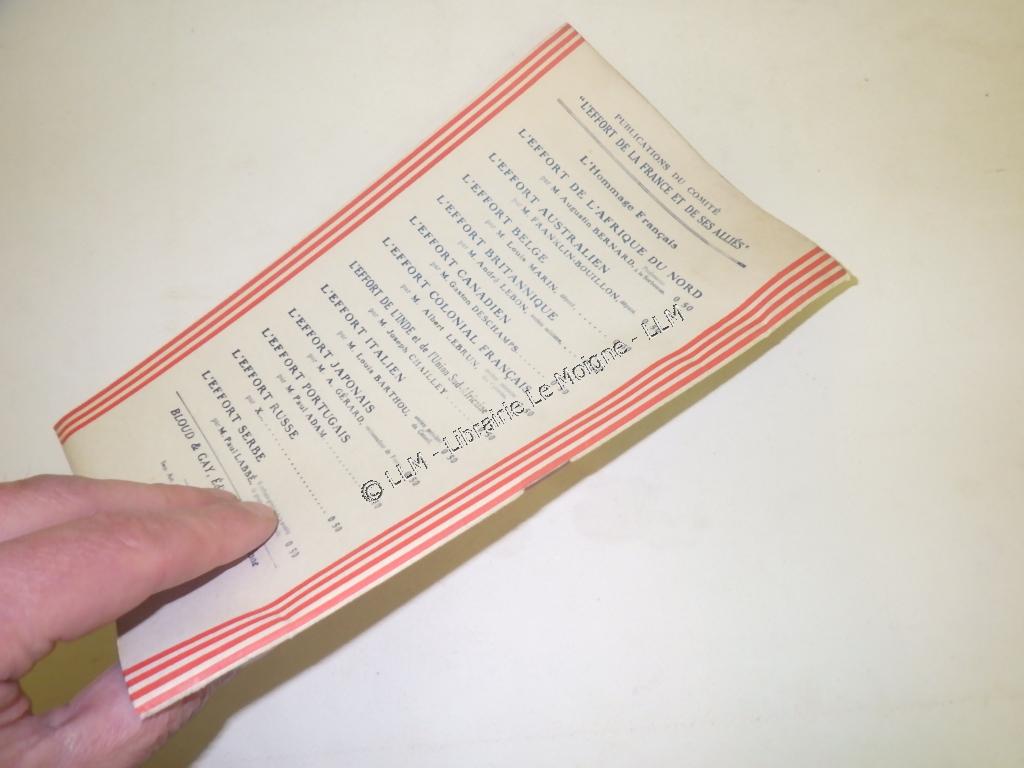 PUBLICATIONS DU COMITÉ
"L'EFFORT DE LA FRANCE ET DE SES ALLIÉS"
L'Hommage Français
L'EFFORT DE L'AFRIQUE DU NORD
par M. Augustin BERNARD, 0 50
L'EFFORT AUSTRALIEN
par M. FRANKLIN-BOUILLON, député
L'EFFORT BELGE
par M. Louis MARIN, député
L'EFFORT BRITANNIQUE
par M. André LEBON,
L'EFFORT CANADIEN
par M. Gaston DESCHAMPS
L'EFFORT COLONIAL FRANÇAIS
par M. Albert LEBRUN,
L'EFFORT DE L'INDE et de l'Union Sud-Africaine
par M. Joseph CHAILLEY
L'EFFORT ITALIEN
par M. Louis BARTHOU, 0 50
L'EFFORT JAPONAIS
par M. A. GÉRARD,
L'EFFORT PORTUGAIS
par M. Paul ADAM
L'EFFORT RUSSE
par X. 0 50
L'EFFORT SERBE
par M. Paul LABBÉ, 0 50
BLOUD & GAY,
© LLM - Librairie Le Moigne - LLM